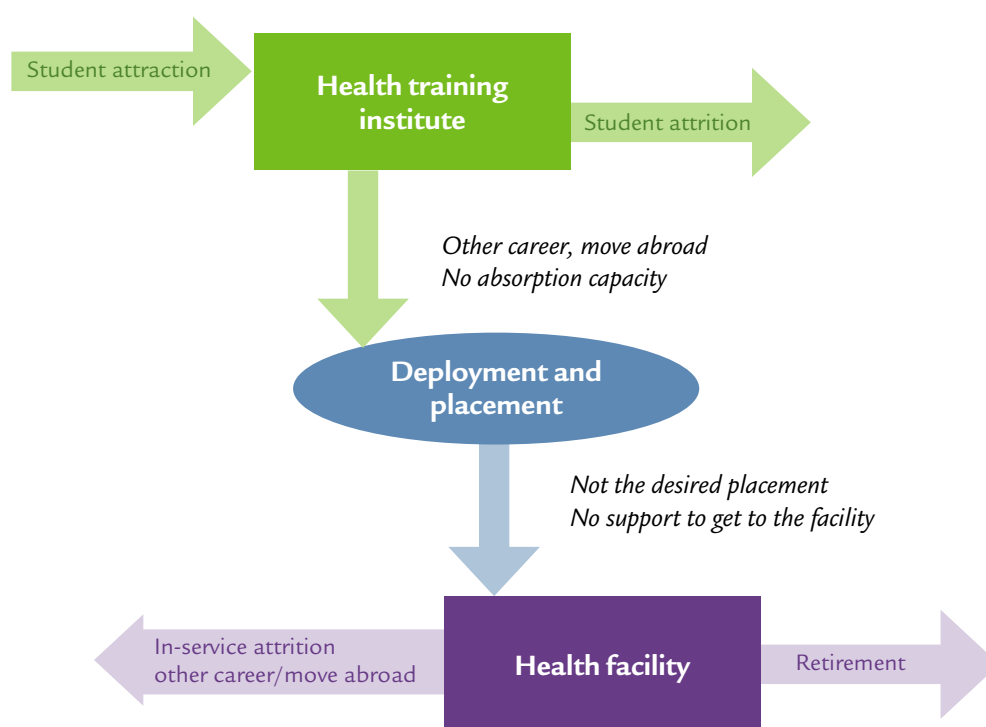 Student attraction
Health training
institute
Student attrition
Other career, move abroad
No absorption capacity
Deployment and
placement
Not the desired placement
No support to get to the facility
In-service attrition
other career/move abroad
Health facility
Retirement